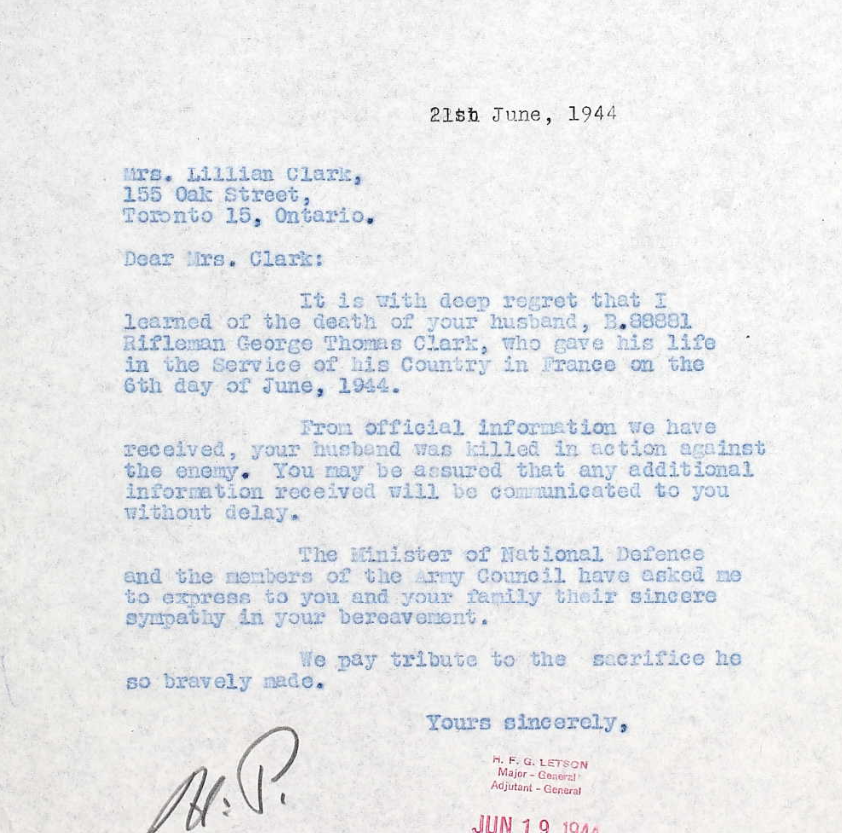 21st June, 1944
Mrs. Lillian Clark,
155 Oak Street,
Toronto 15, Ontario.
Dear Mrs. Clark:
It is with deep regret that I
learned of the death of your husband, B.88881
Rifleman George Thomas Clark, who gave his life
in the Service of his Country in France on the
6th day of June, 1944.
From official information we have
received, your husband was killed in action against
the enemy. You may be assured that any additional
information received will be communicated to you
without delay.
The Minister of National Defence
and the members of the Army Council have asked me
to express to you and your family their sincere
sympathy in your bereavement.
We pay tribute to the sacrifice he
so bravely made.
Yours sincerely,
H. F. G. LETSON
Major - General
Adjutant - General
H. P.
JUN 19 1944